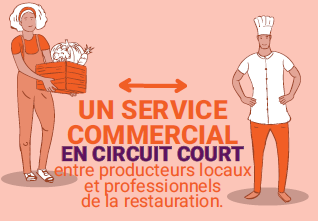 UN SERVICE
COMMERCIAL
EN CIRCUIT COURT
entre producteurs locaux
et professionnels
de la restauration.